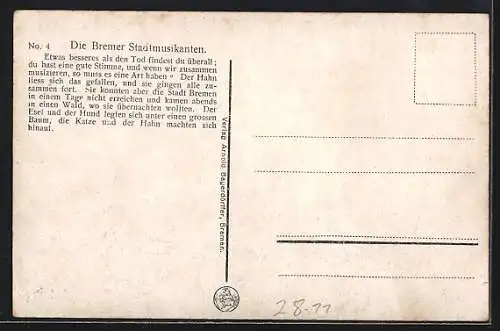 No. 4 Die Bremer Stadtmusikanten.
Etwas besseres als den Tod findest du überall;
du hast eine gute Stimme, und wenn wir zusammen
musizieren, so muss es eine Art haben“ Der Hahn
liess sich das gefallen, und sie gingen alle zu-
sammen fort. Sie konnten aber die Stadt Bremen
in einem Tage nicht erreichen und kamen abends
in einen Wald, wo sie übernachten wollten. Der
Esel und der Hund legten sich unter einen grossen
Baum, die Katze und der Hahn machten sich
hinauf.
Verlag Arnold Bagerdörffer, Bremen.
28-11